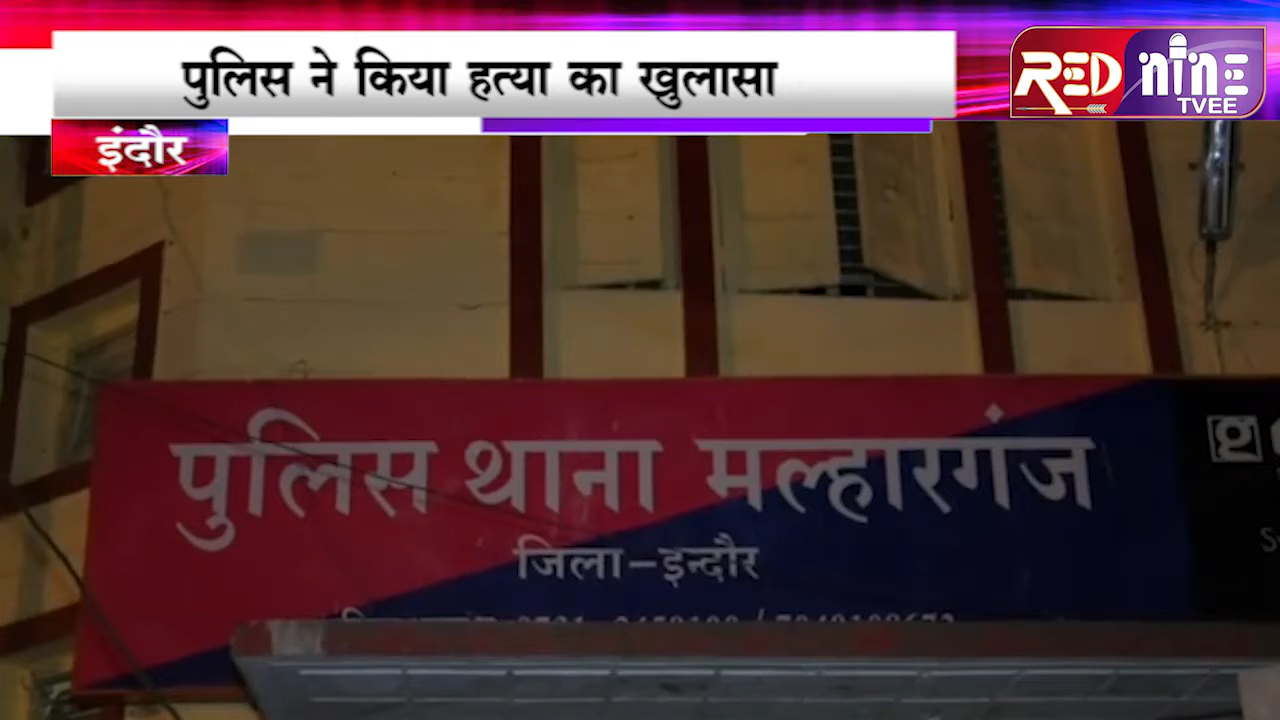 पुलिस ने किया हत्या का खुलासा
RED NINE
TVEE
इंदौर
पुलिस थाना मल्हारगंज
जिला-इन्दौर